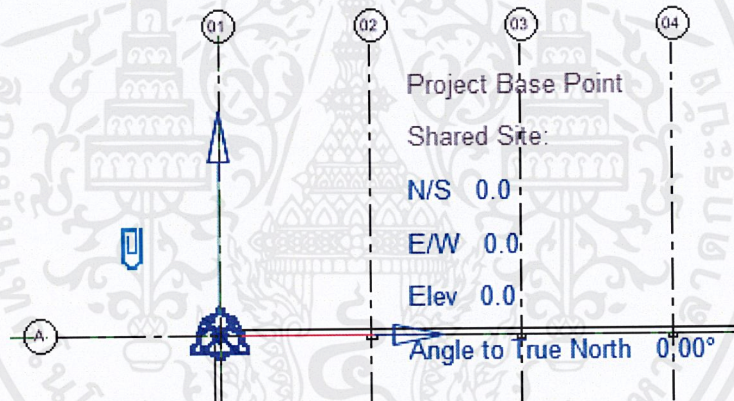 01 02 03 04
Project Base Point
Shared Site:
N/S 0.0
E/W 0.0
Elev 0.0
A
Angle to True North 0.00°